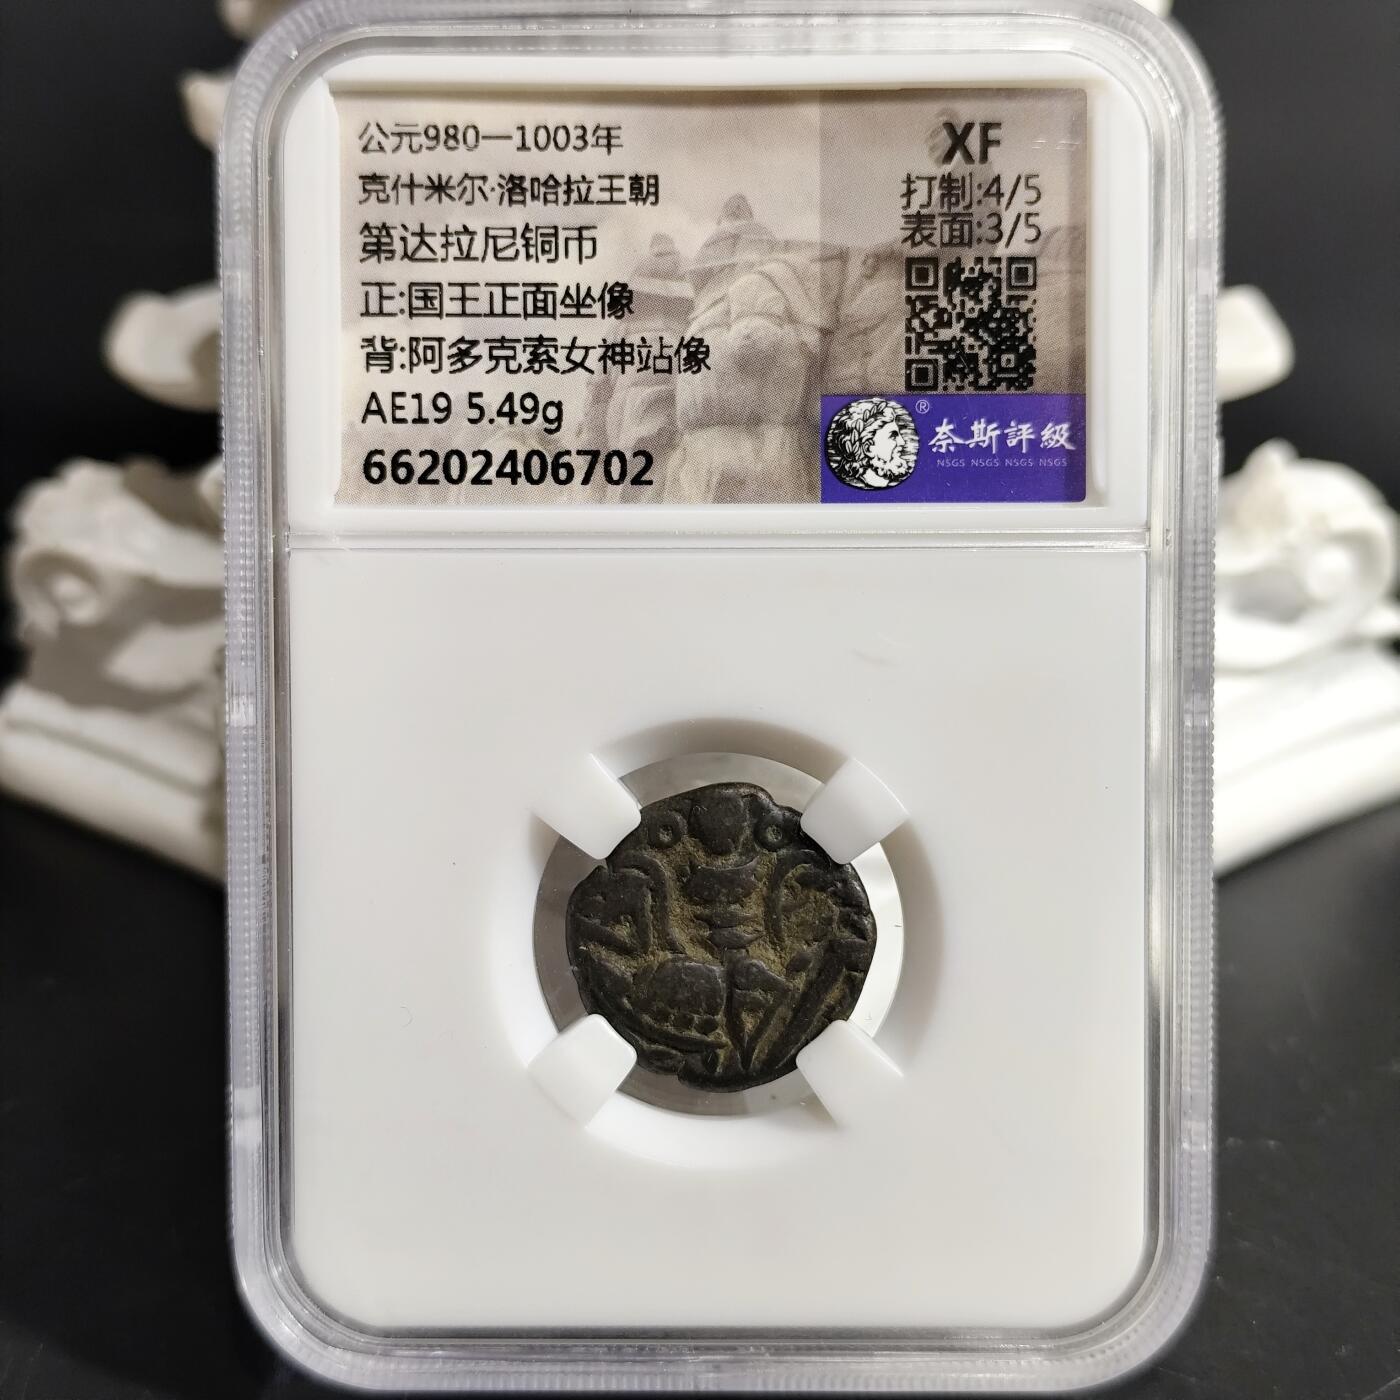 公元980—1003年
克什米尔·洛哈拉王朝
第达拉尼铜币
正:国王正面坐像
背:阿多克索女神站像
AE19 5.49g
66202406702
XF
打制:4/5
表面:3/5
®
奈斯評級
NSGS NSGS NSGS NSGS